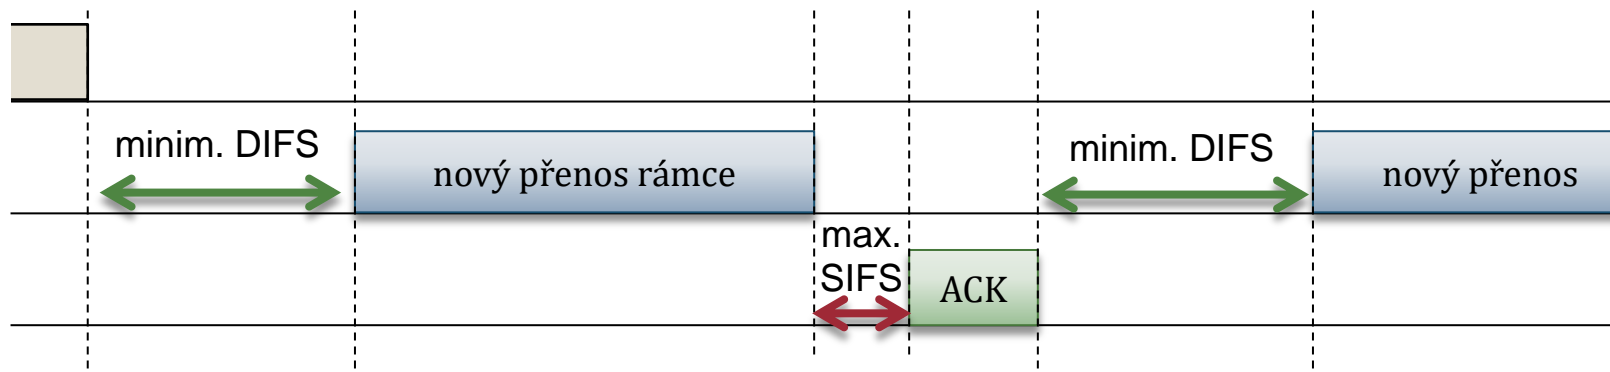 minim. DIFS
nový přenos rámce
max.
SIFS
ACK
minim. DIFS
nový přenos